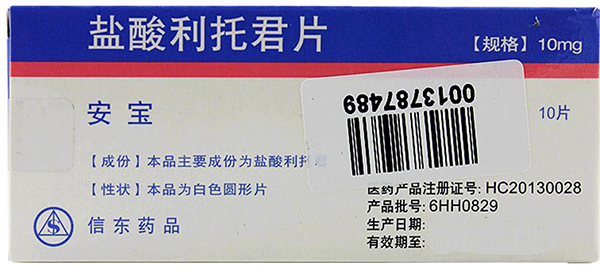 盐酸利托君片
【规格】10mg
0013787489
安宝
10片
【成份】本品主要成份为盐酸利托君
【性状】本品为白色圆形片
医药产品注册证号: HC20130028
产品批号: 6HH0829
信东药品
生产日期:
有效期至: